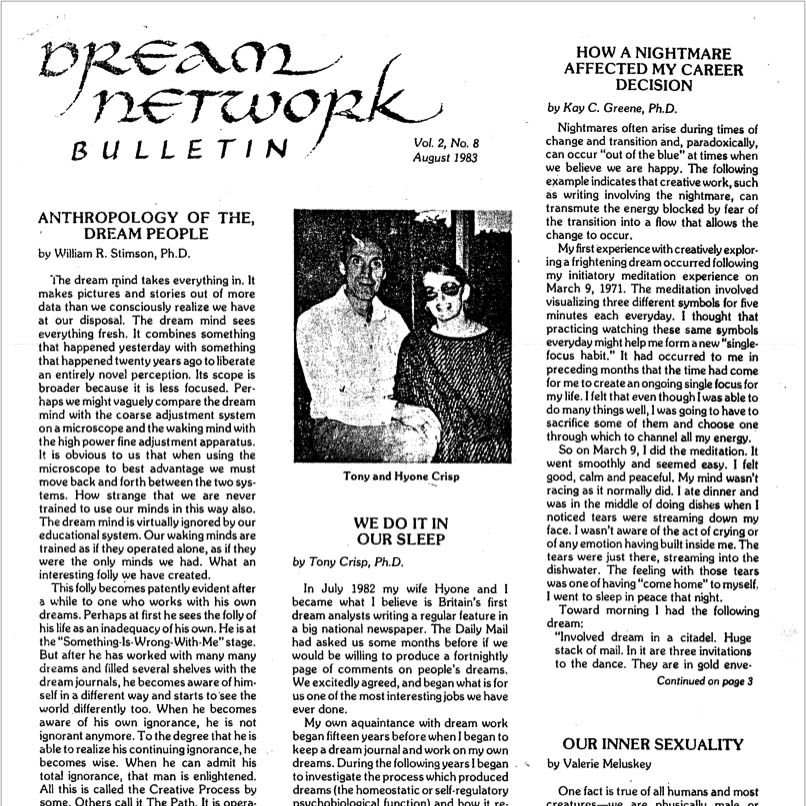 DREAM
NETWORK
BULLETIN
Vol. 2, No. 8
August 1983
ANTHROPOLOGY OF THE,
DREAM PEOPLE
by William R. Stimson, Ph.D.
The dream mind takes everything in. It
makes pictures and stories out of more
data than we consciously realize we have
at our disposal. The dream mind sees
everything fresh. It combines something
that happened yesterday with something
that happened twenty years ago to liberate
an entirely novel perception. Its scope is
broader because it is less focused. Per-
haps we might vaguely compare the dream
mind with the coarse adjustment system
on a microscope and the waking mind with
the high power fine adjustment apparatus.
It is obvious to us that when using the
microscope to best advantage we must
move back and forth between the two sys-
tems. How strange that we are never
trained to use our minds in this way also.
The dream mind is virtually ignored by our
educational system. Our waking minds are
trained as if they operated alone, as if they
were the only minds we had. What an
interesting folly we have created.
This folly becomes patently evident after
a while to one who works with his own
dreams. Perhaps at first he sees the folly of
his life as an inadequacy of his own. He is at
the "Something-Is-Wrong-With-Me" stage.
But after he has worked with many many
dreams and filled several shelves with the
dream journals, he becomes aware of him-
self in a different way and starts to see the
world differently too. When he becomes
aware of his own ignorance, he is not
ignorant anymore. To the degree that he is
able to realize his continuing ignorance, he
becomes wise. When he can admit his
total ignorance, that man is enlightened.
All this is called the Creative Process by
some. Others call it The Path. It is opera-
Tony and Hyone Crisp
WE DO IT IN
OUR SLEEP
by Tony Crisp, Ph.D.
In July 1982 my wife Hyone and I
became what I believe is Britain's first
dream analysts writing a regular feature in
a big national newspaper. The Daily Mail
had asked us some months before if we
would be willing to produce a fortnightly
page of comments on people's dreams.
We excitedly agreed, and began what is for
us one of the most interesting jobs we have
ever done.
My own aquaintance with dream work
began fifteen years before when I began to
keep a dream journal and work on my own
dreams. During the following years I began
to investigate the process which produced
dreams (the homeostatic or self-regulatory
psychobiological function) and how it re-
HOW A NIGHTMARE
AFFECTED MY CAREER
DECISION
by Kay C. Greene, Ph.D.
Nightmares often arise during times of
change and transition and, paradoxically,
can occur "out of the blue" at times when
we believe we are happy. The following
example indicates that creative work, such
as writing involving the nightmare, can
transmute the energy blocked by fear of
the transition into a flow that allows the
change to occur.
My first experience with creatively explor-
ing a frightening dream occurred following
my initiatory meditation experience on
March 9, 1971. The meditation involved
visualizing three different symbols for five
minutes each everyday. I thought that
practicing watching these same symbols
everyday might help me form a new "single-
focus habit." It had occurred to me in
preceding months that the time had come
for me to create an ongoing single focus for
my life. I felt that even though I was able to
do many things well, I was going to have to
sacrifice some of them and choose one
through which to channel all my energy.
So on March 9, I did the meditation. It
went smoothly and seemed easy. I felt
good, calm and peaceful. My mind wasn't
racing as it normally did. I ate dinner and
was in the middle of doing dishes when I
noticed tears were streaming down my
face. I wasn't aware of the act of crying or
of any emotion having built inside me. The
tears were just there, streaming into the
dishwater. The feeling with those tears
was one of having "come home" to myself.
I went to sleep in peace that night.
Toward morning I had the following
dream:
"Involved dream in a citadel. Huge
stack of mail. In it are three invitations
to the dance. They are in gold enve-
Continued on page 3
OUR INNER SEXUALITY
by Valerie Meluskey
One fact is true of all humans and most
creatures—we are physically male or